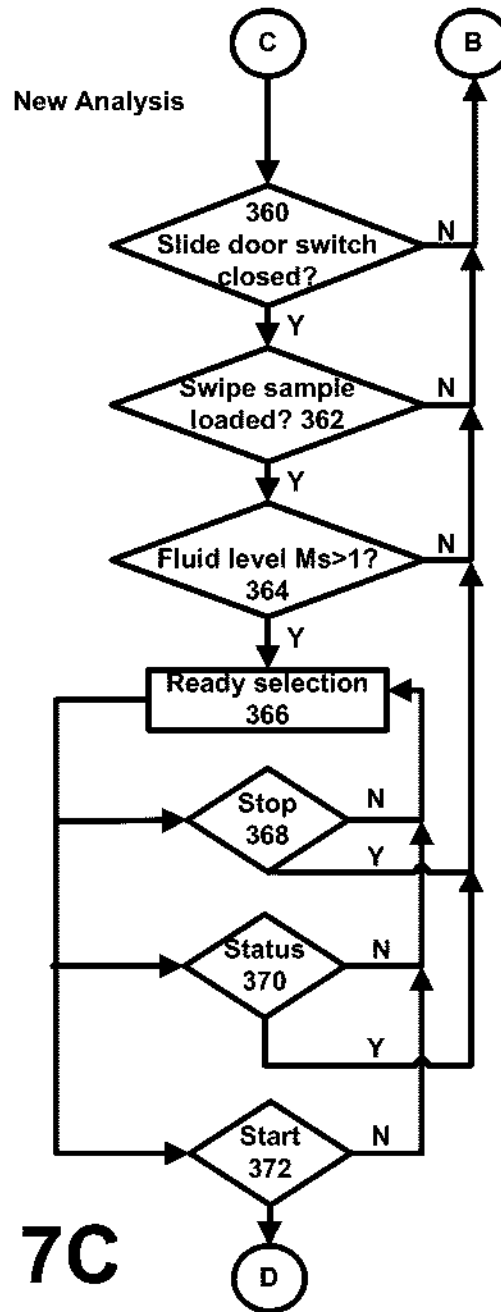 C
B
New Analysis
360
Slide door switch
closed?
N
Y
Swipe sample
loaded? 362
N
Y
Fluid level Ms>1?
364
N
Y
Ready selection
366
Stop
368
N
Y
Status
370
N
Y
Start
372
N
7C
D